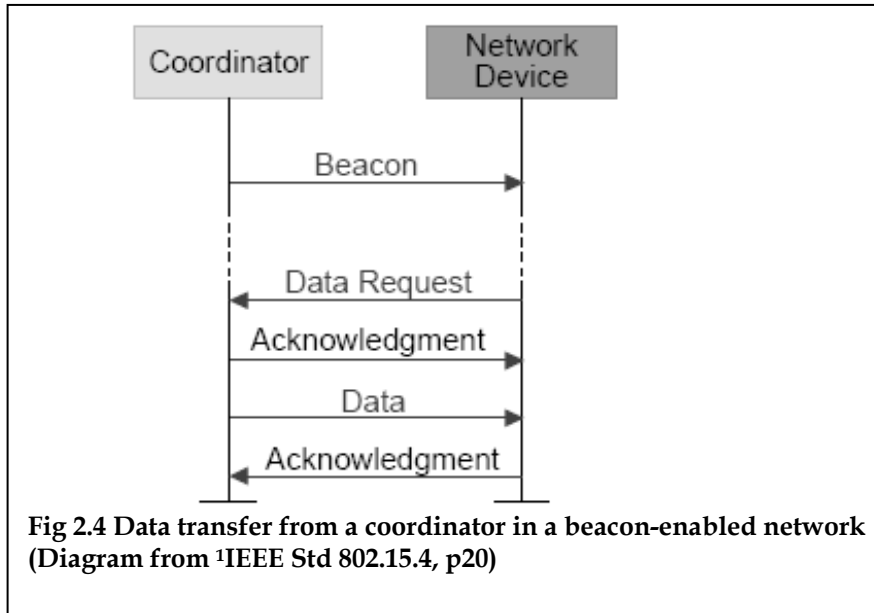 Coordinator
Network
Device
Beacon
Data Request
Acknowledgment
Data
Acknowledgment
Fig 2.4 Data transfer from a coordinator in a beacon-enabled network
(Diagram from ¹IEEE Std 802.15.4, p20)